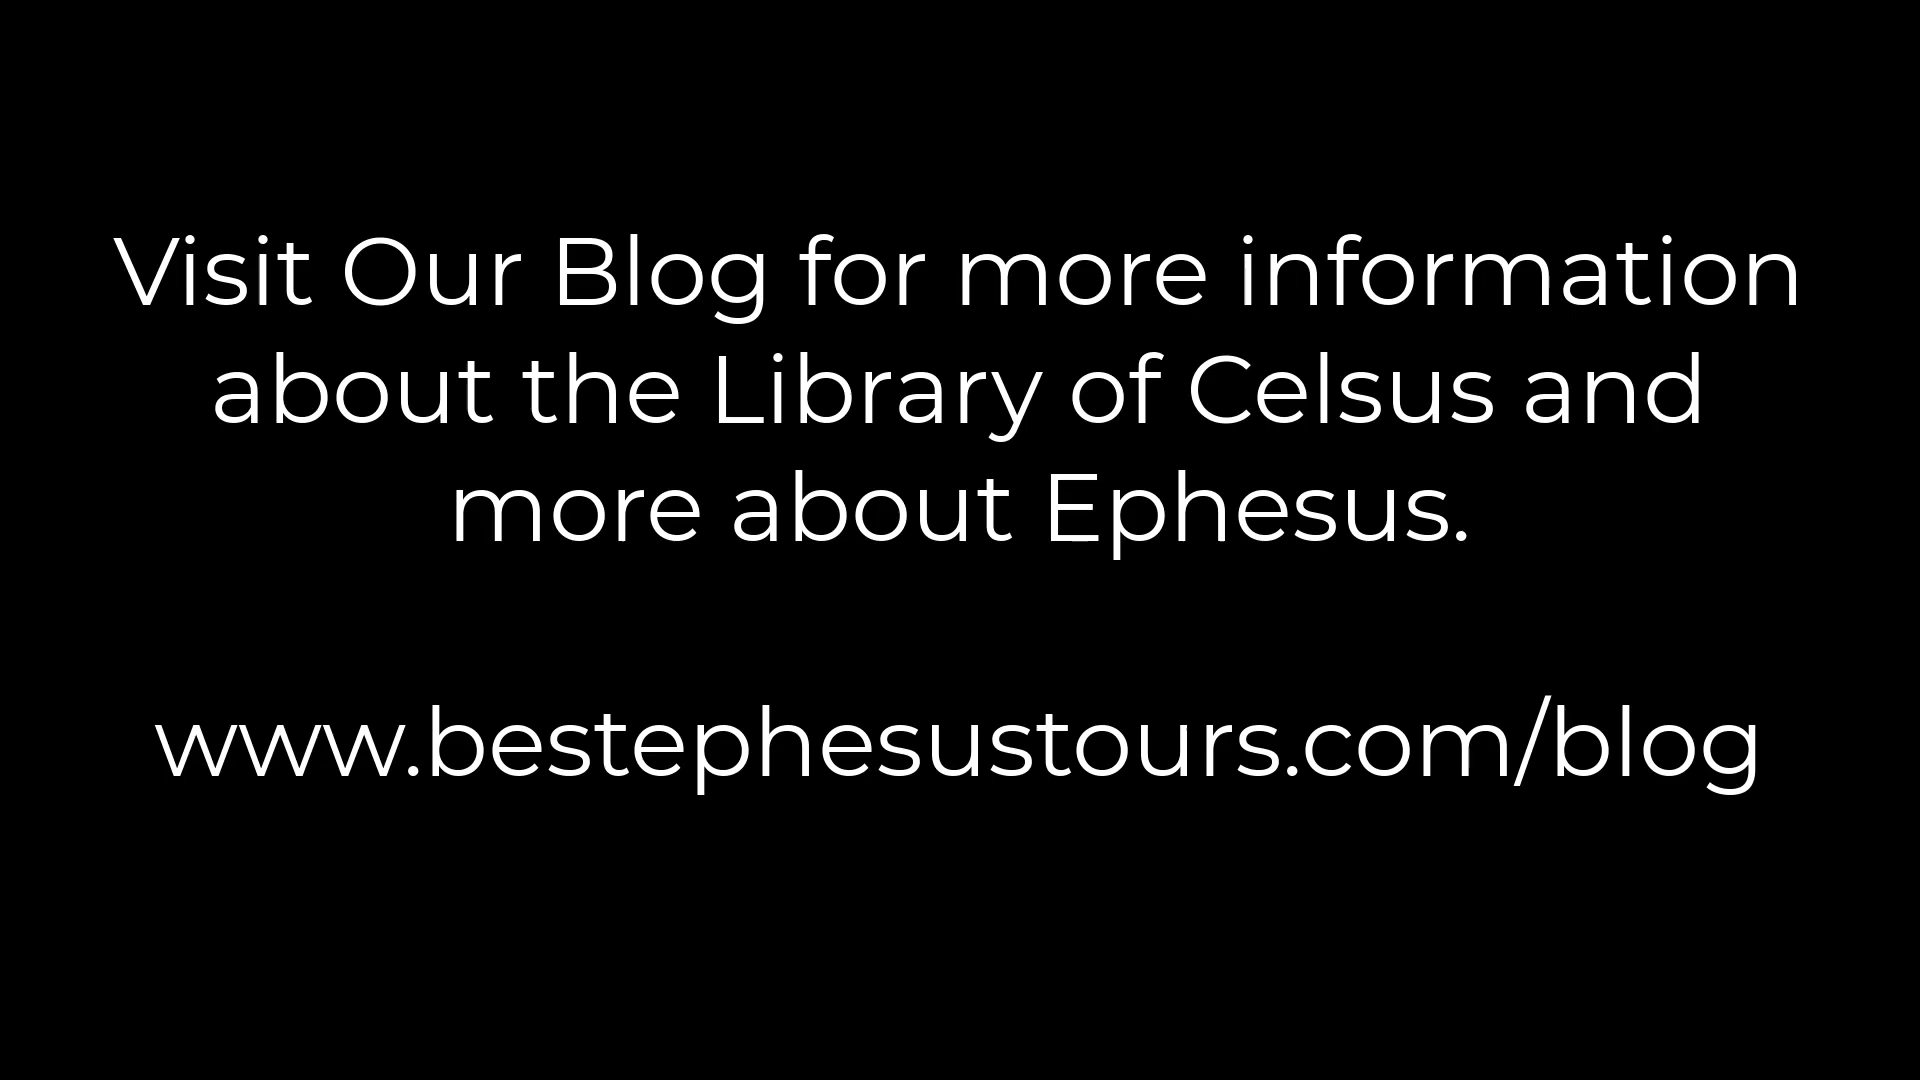 Visit Our Blog for more information
about the Library of Celsus and
more about Ephesus.
www.bestephesustours.com/blog